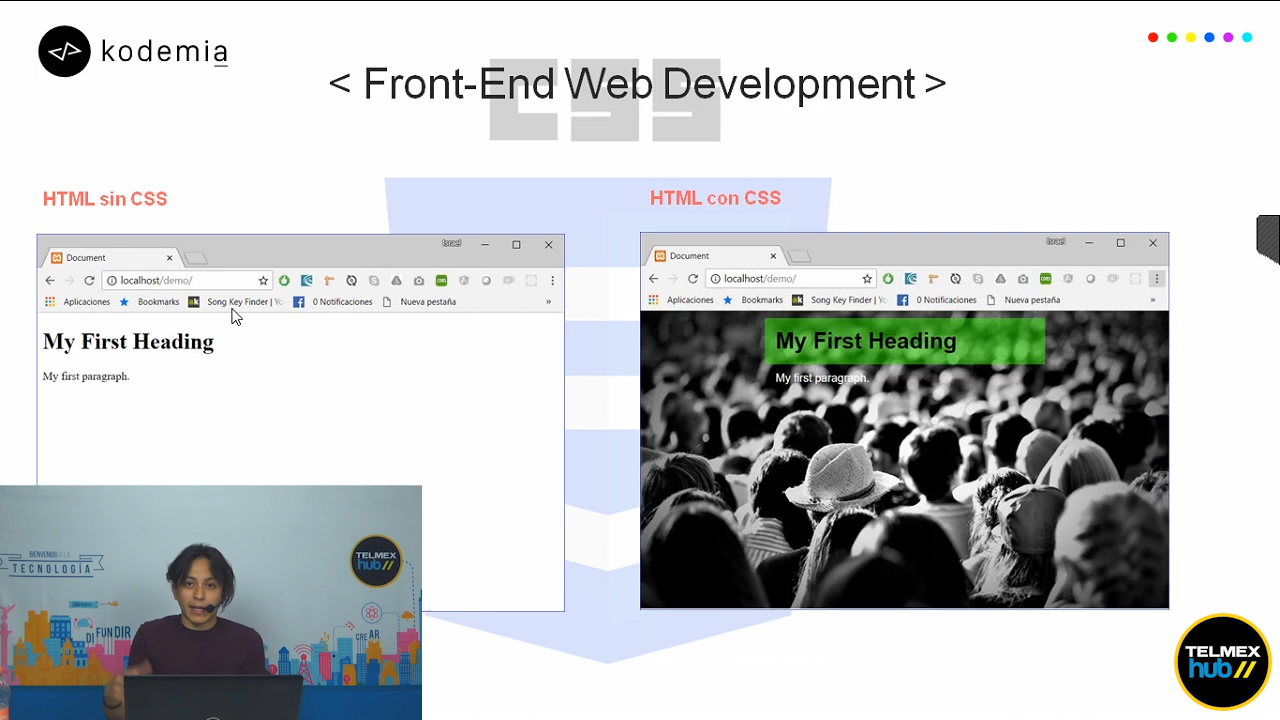 kodemia
CSS
< Front-End Web Development >
HTML sin CSS
HTML con CSS
Israel
Document
localhost/demo/
Aplicaciones
Bookmarks
Song Key Finder | Yo
0 Notificaciones
Nueva pestaña
»
My First Heading
My first paragraph.
Israel
Document
localhost/demo/
Aplicaciones
Bookmarks
Song Key Finder | Yo
0 Notificaciones
Nueva pestaña
»
My First Heading
My first paragraph.
BIENVENIDO A LA
TECNOLOGÍA
TELMEX
hub//
DIFUNDIR
CREAR
TELMEX
hub//